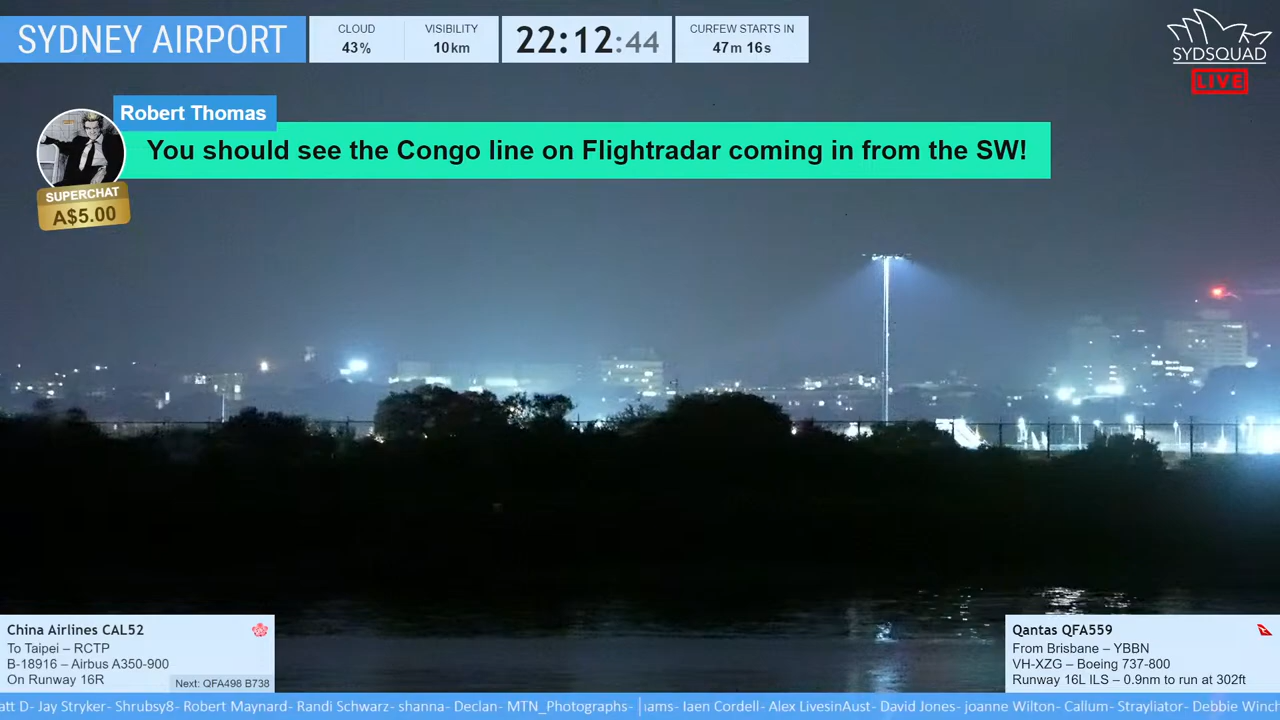 SYDNEY AIRPORT
CLOUD
43%
VISIBILITY
10km
22:12:44
CURFEW STARTS IN
47m 16s
SYDSQUAD
LIVE
Robert Thomas
You should see the Congo line on Flightradar coming in from the SW!
SUPERCHAT
A$5.00
China Airlines CAL52
To Taipei – RCTP
B-18916 – Airbus A350-900
On Runway 16R
Next: QFA498 B738
Qantas QFA559
From Brisbane – YBBN
VH-XZG – Boeing 737-800
Runway 16L ILS – 0.9nm to run at 302ft
att D- Jay Stryker- Shrubsy8- Robert Maynard- Randi Schwarz- shanna- Declan- MTN_Photographs- iams- Iaen Cordell- Alex LivesinAust- David Jones- joanne Wilton- Callum- Strayliator- Debbie Winch